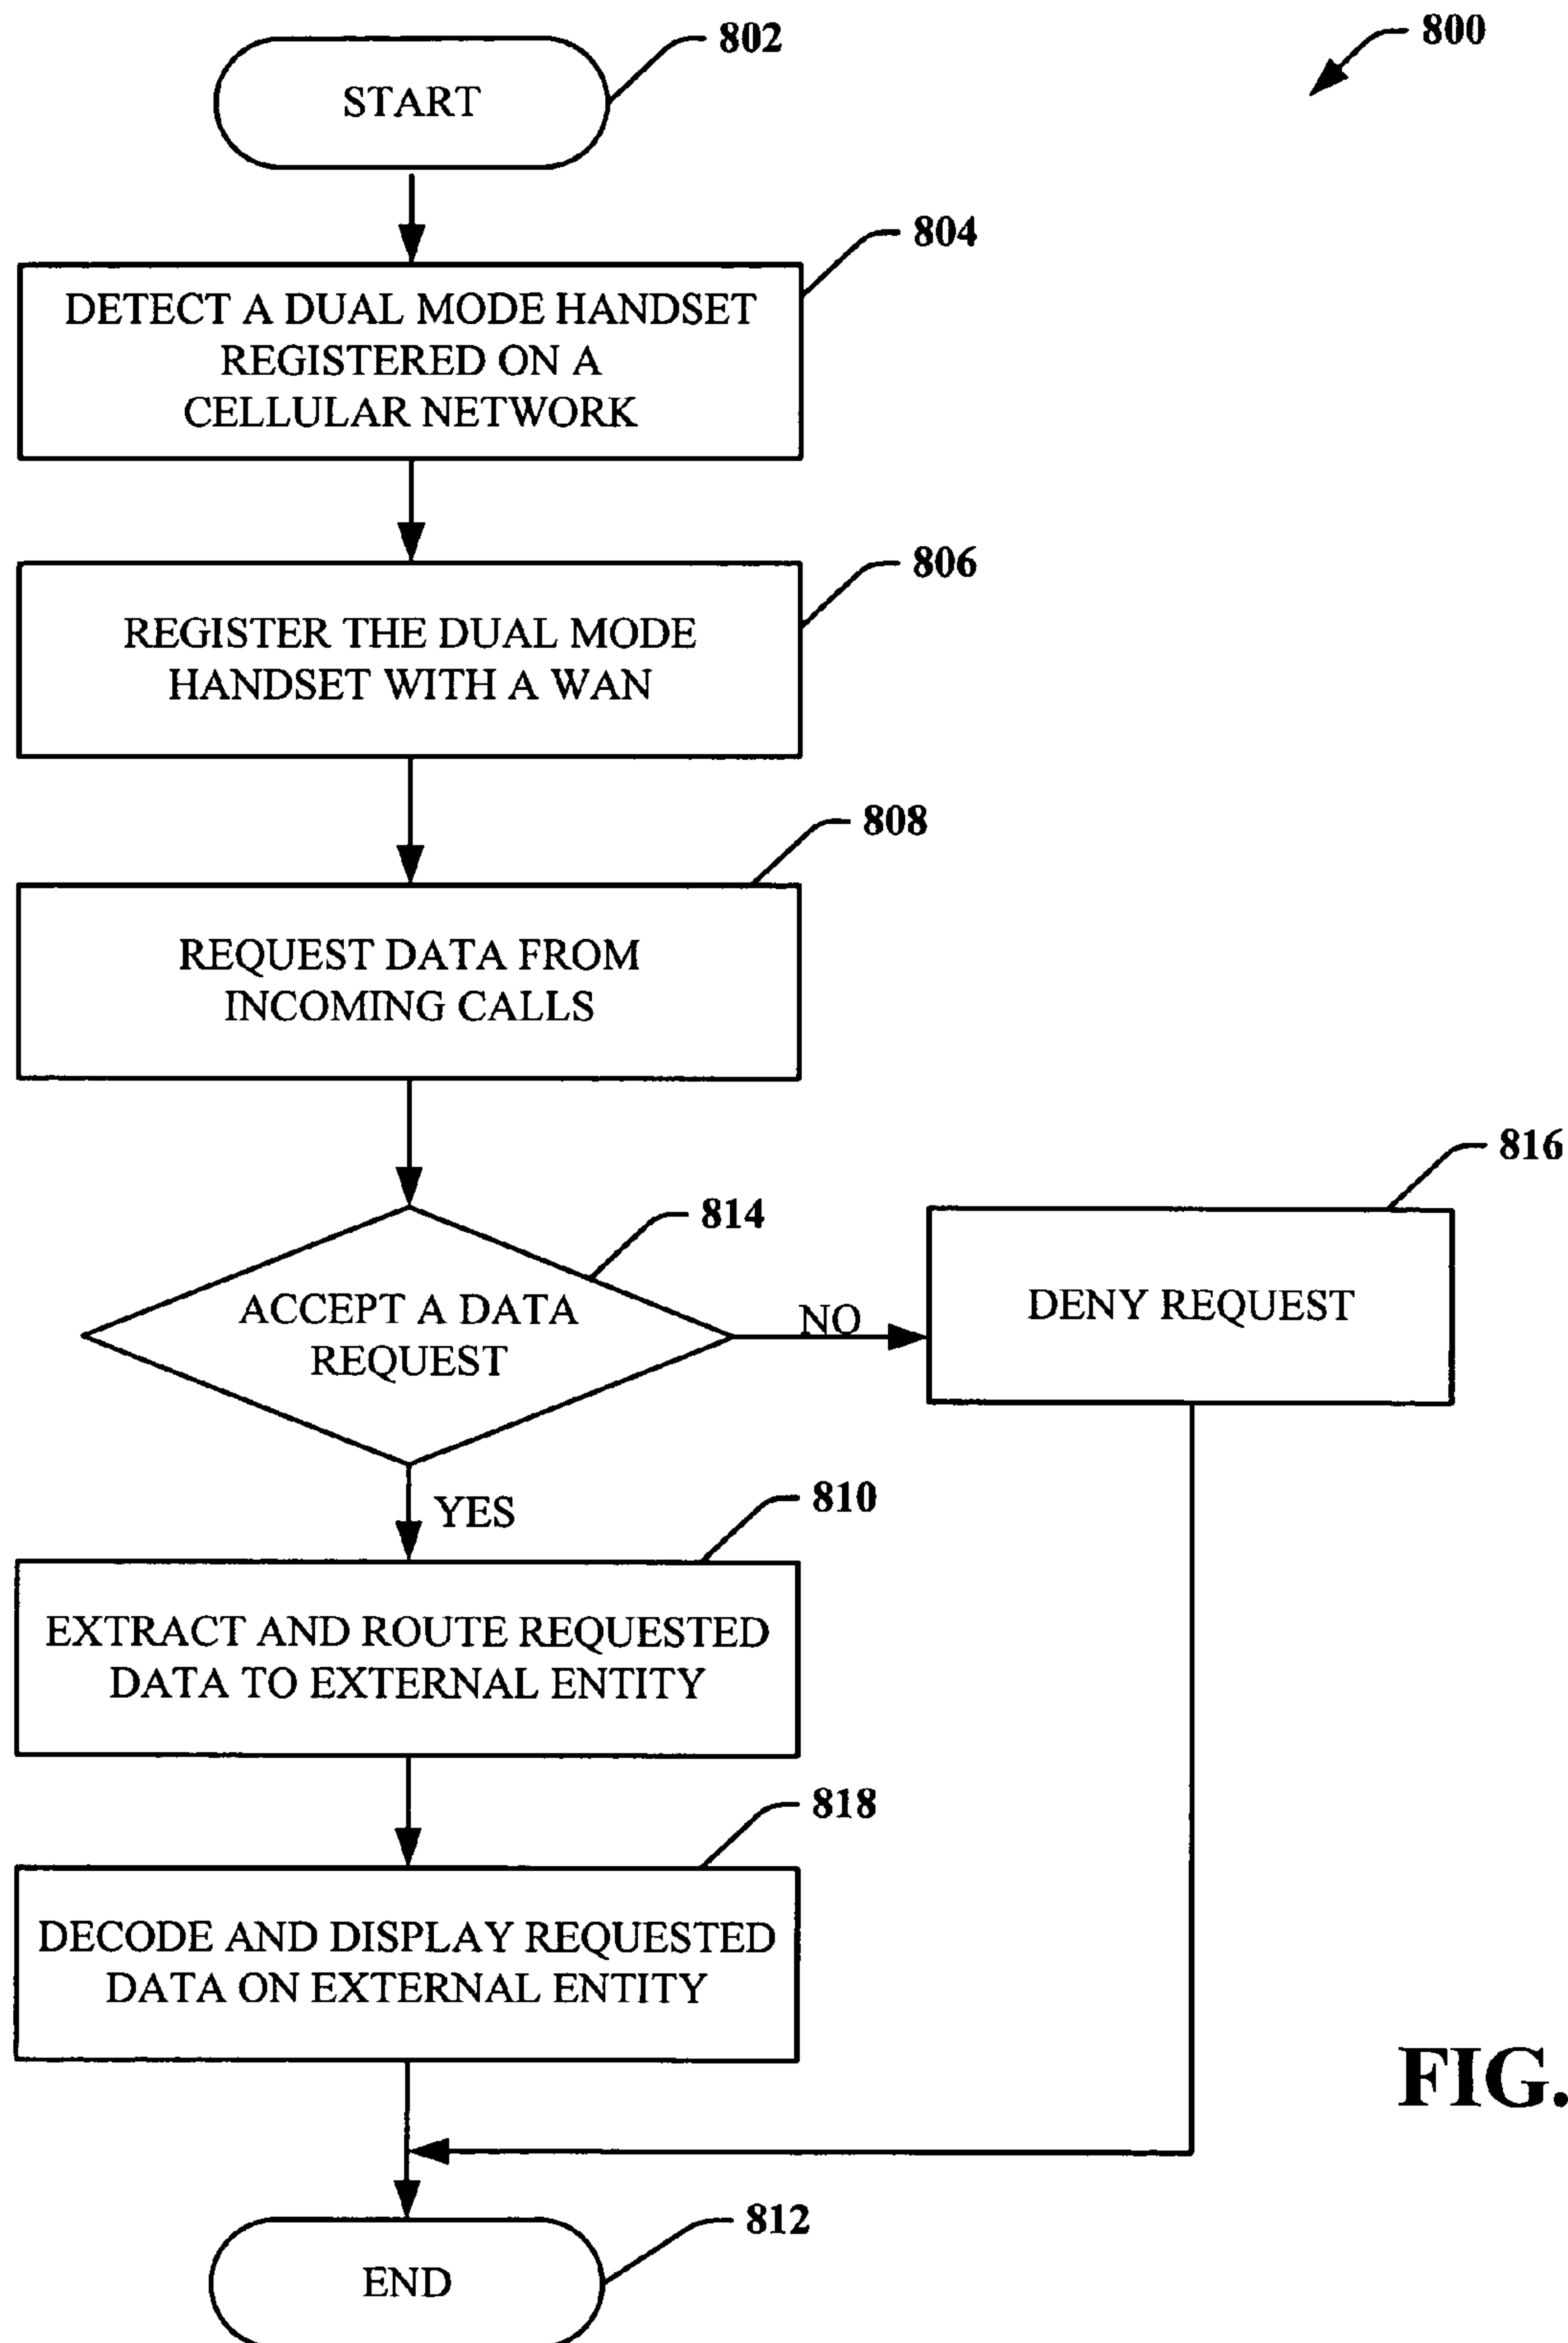 802
800
START
804
DETECT A DUAL MODE HANDSET
REGISTERED ON A
CELLULAR NETWORK
806
REGISTER THE DUAL MODE
HANDSET WITH A WAN
808
REQUEST DATA FROM
INCOMING CALLS
816
814
ACCEPT A DATA
REQUEST
NO
DENY REQUEST
YES
810
EXTRACT AND ROUTE REQUESTED
DATA TO EXTERNAL ENTITY
818
DECODE AND DISPLAY REQUESTED
DATA ON EXTERNAL ENTITY
FIG.
812
END